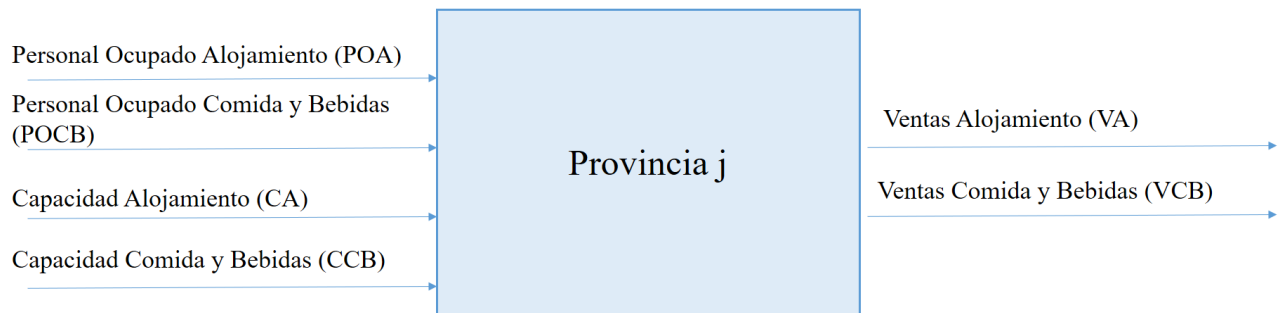 Personal Ocupado Alojamiento (POA)
Personal Ocupado Comida y Bebidas
(POCB)
Capacidad Alojamiento (CA)
Capacidad Comida y Bebidas (CCB)
Provincia j
Ventas Alojamiento (VA)
Ventas Comida y Bebidas (VCB)